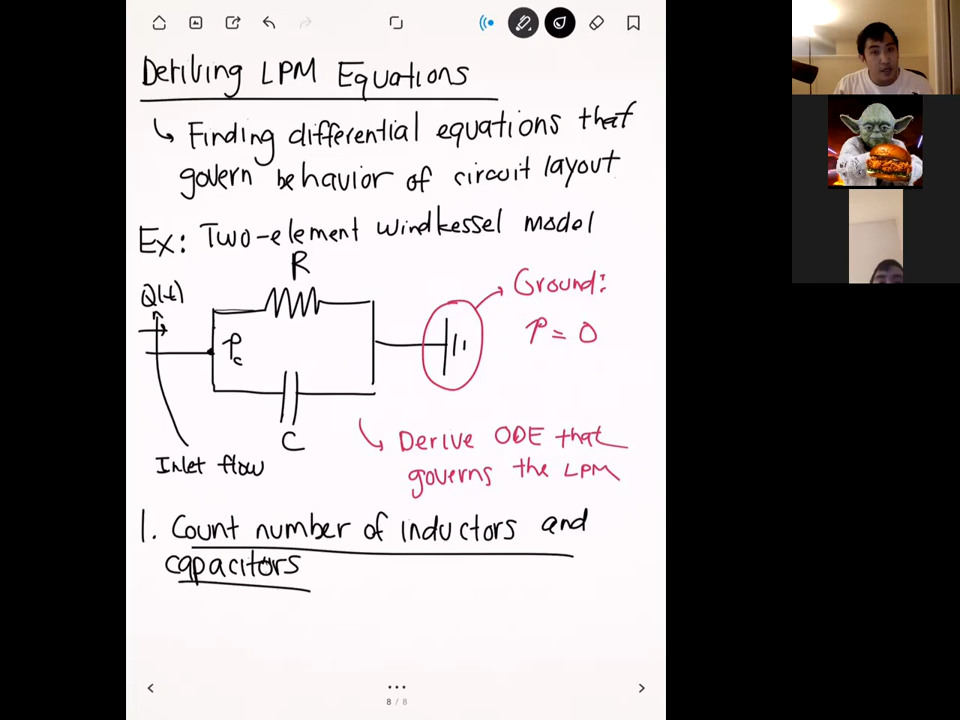 Deriving LPM Equations
↳ Finding differential equations that
govern behavior of circuit layout
Ex: Two-element windkessel model
R
Q(t)
Pc
Ground:
P = 0
C
Inlet flow
↳ Derive ODE that
governs the LPM
1. Count number of inductors and
capacitors
8 / 8